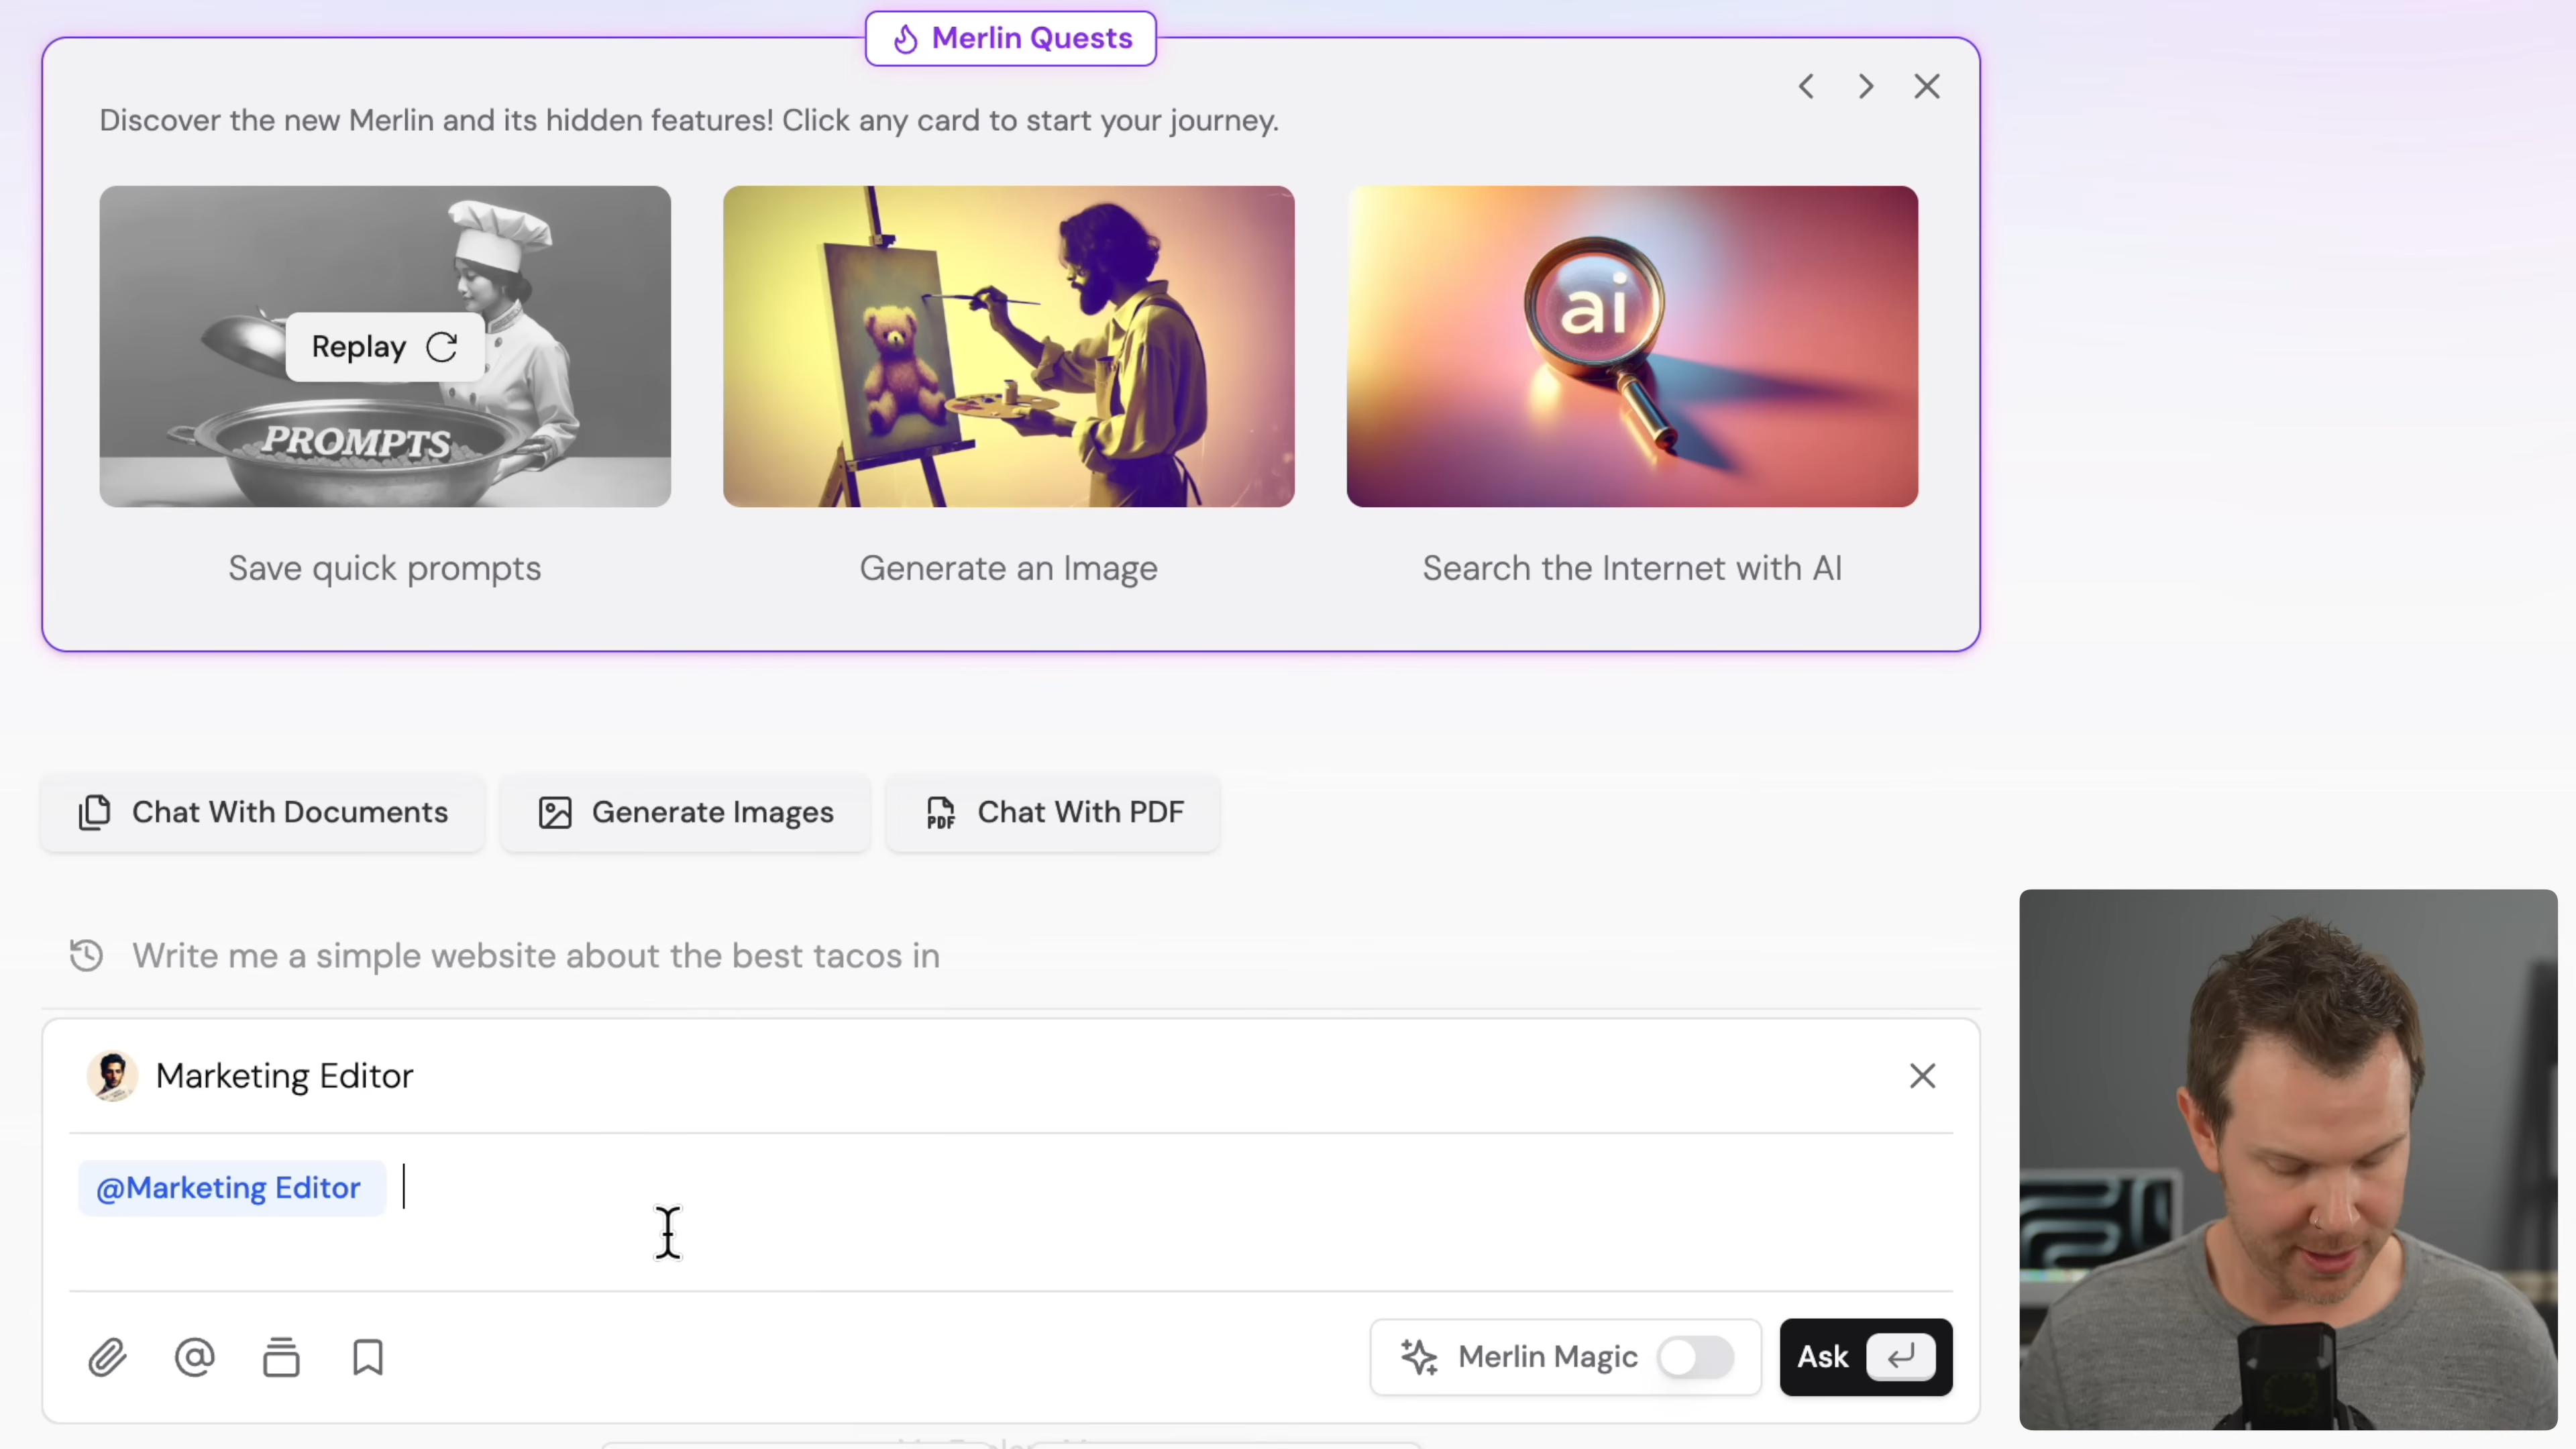 Merlin Quests
Discover the new Merlin and its hidden features! Click any card to start your journey.
Replay
PROMPTS
ai
Save quick prompts
Generate an Image
Search the Internet with AI
Chat With Documents
Generate Images
PDF
Chat With PDF
Write me a simple website about the best tacos in
Marketing Editor
@Marketing Editor
Merlin Magic
Ask